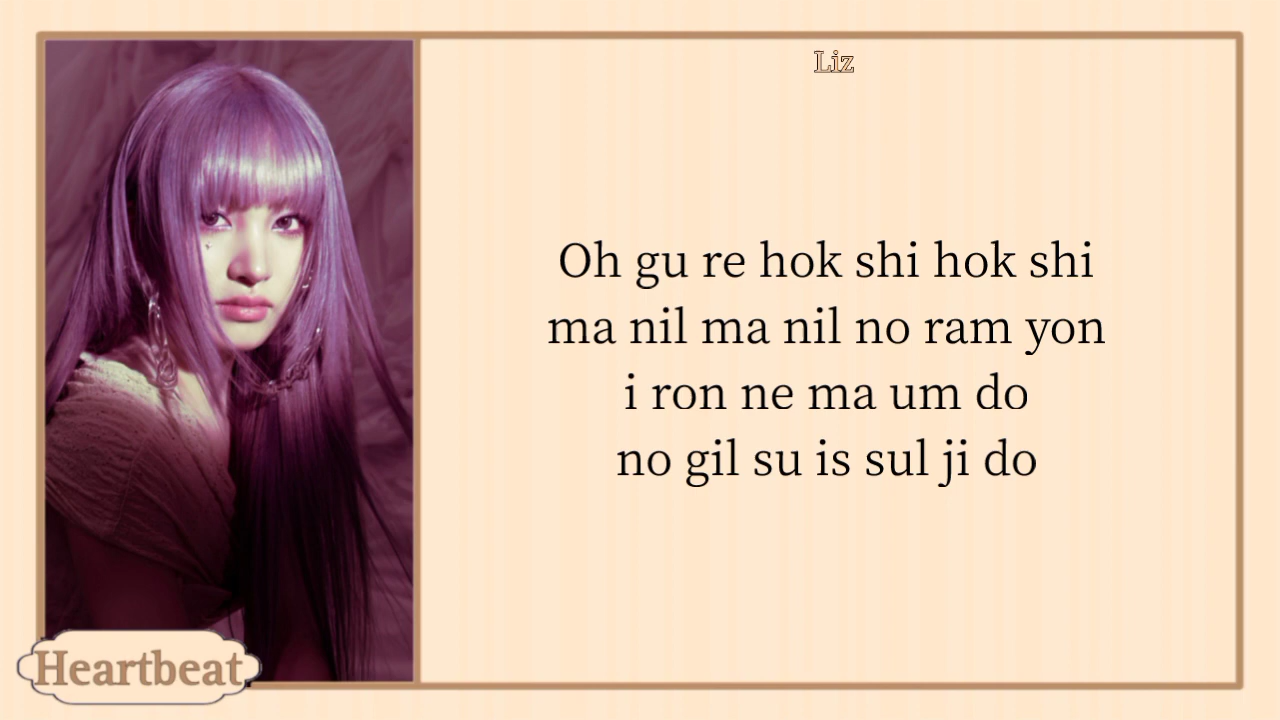 Liz
Oh gu re hok shi hok shi
ma nil ma nil no ram yon
i ron ne ma um do
no gil su is sul ji do
Heartbeat